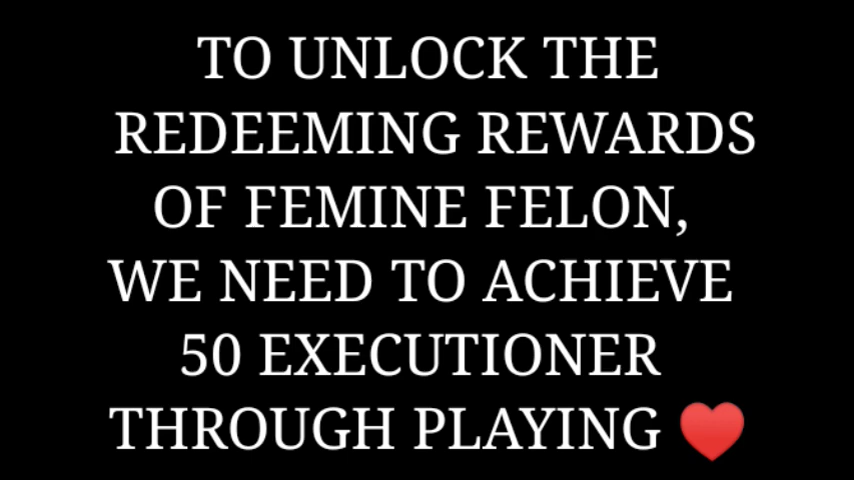 TO UNLOCK THE
REDEEMING REWARDS
OF FEMINE FELON,
WE NEED TO ACHIEVE
50 EXECUTIONER
THROUGH PLAYING ❤️